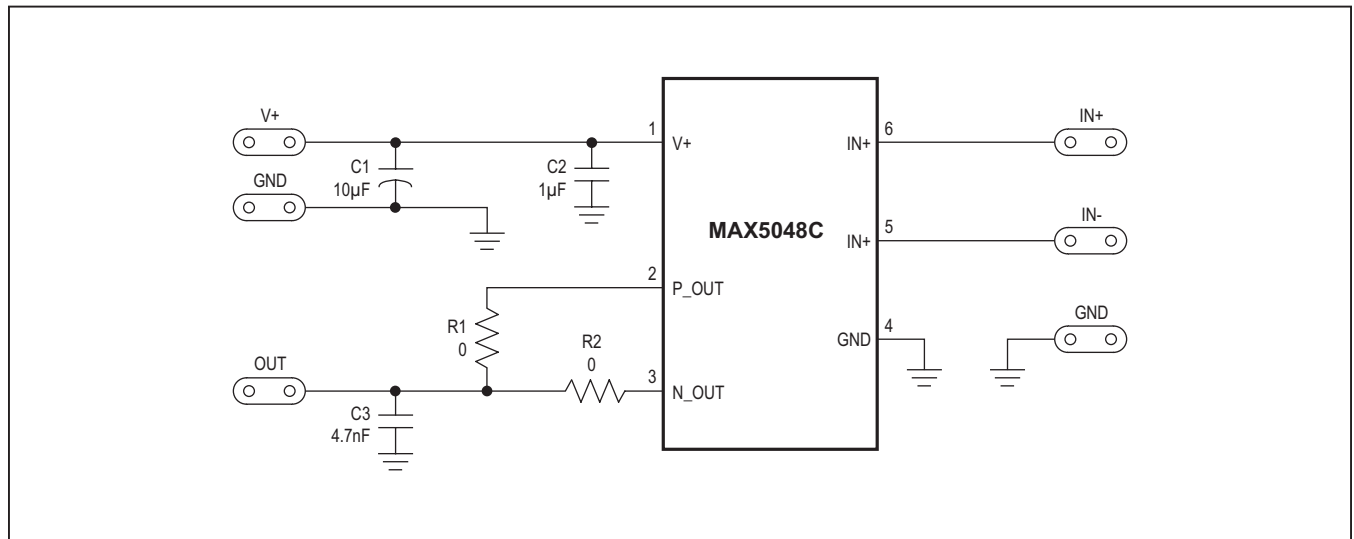 V+
GND
C1
10µF
C2
1µF
1
V+
MAX5048C
IN+
6
IN+
IN+
5
IN-
2
P_OUT
R1
0
R2
0
3
N_OUT
OUT
C3
4.7nF
GND
4
GND